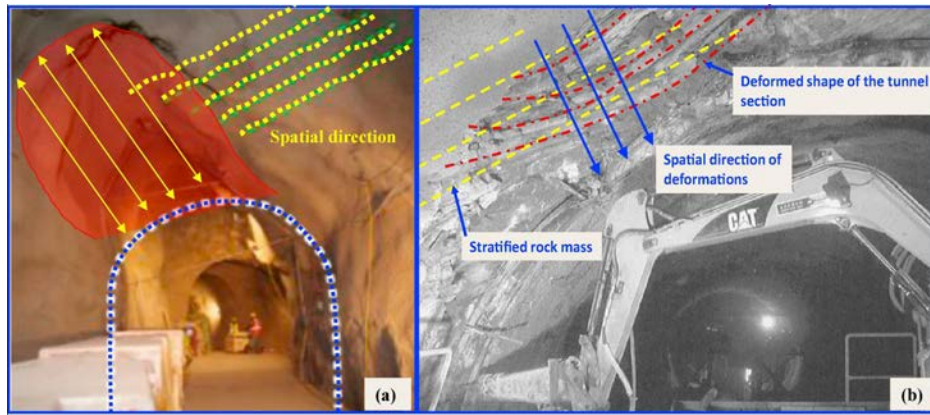 Spatial direction
(a)
Deformed shape of the tunnel
section
Spatial direction of
deformations
Stratified rock mass
CAT
(b)